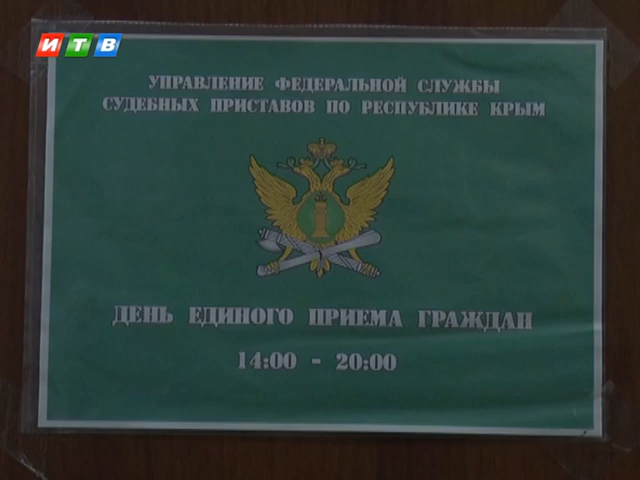 ИТВ
УПРАВЛЕНИЕ ФЕДЕРАЛЬНОЙ СЛУЖБЫ
СУДЕБНЫХ ПРИСТАВОВ ПО РЕСПУБЛИКЕ КРЫМ
ДЕНЬ ЕДИНОГО ПРИЕМА ГРАЖДАН
14:00 - 20:00